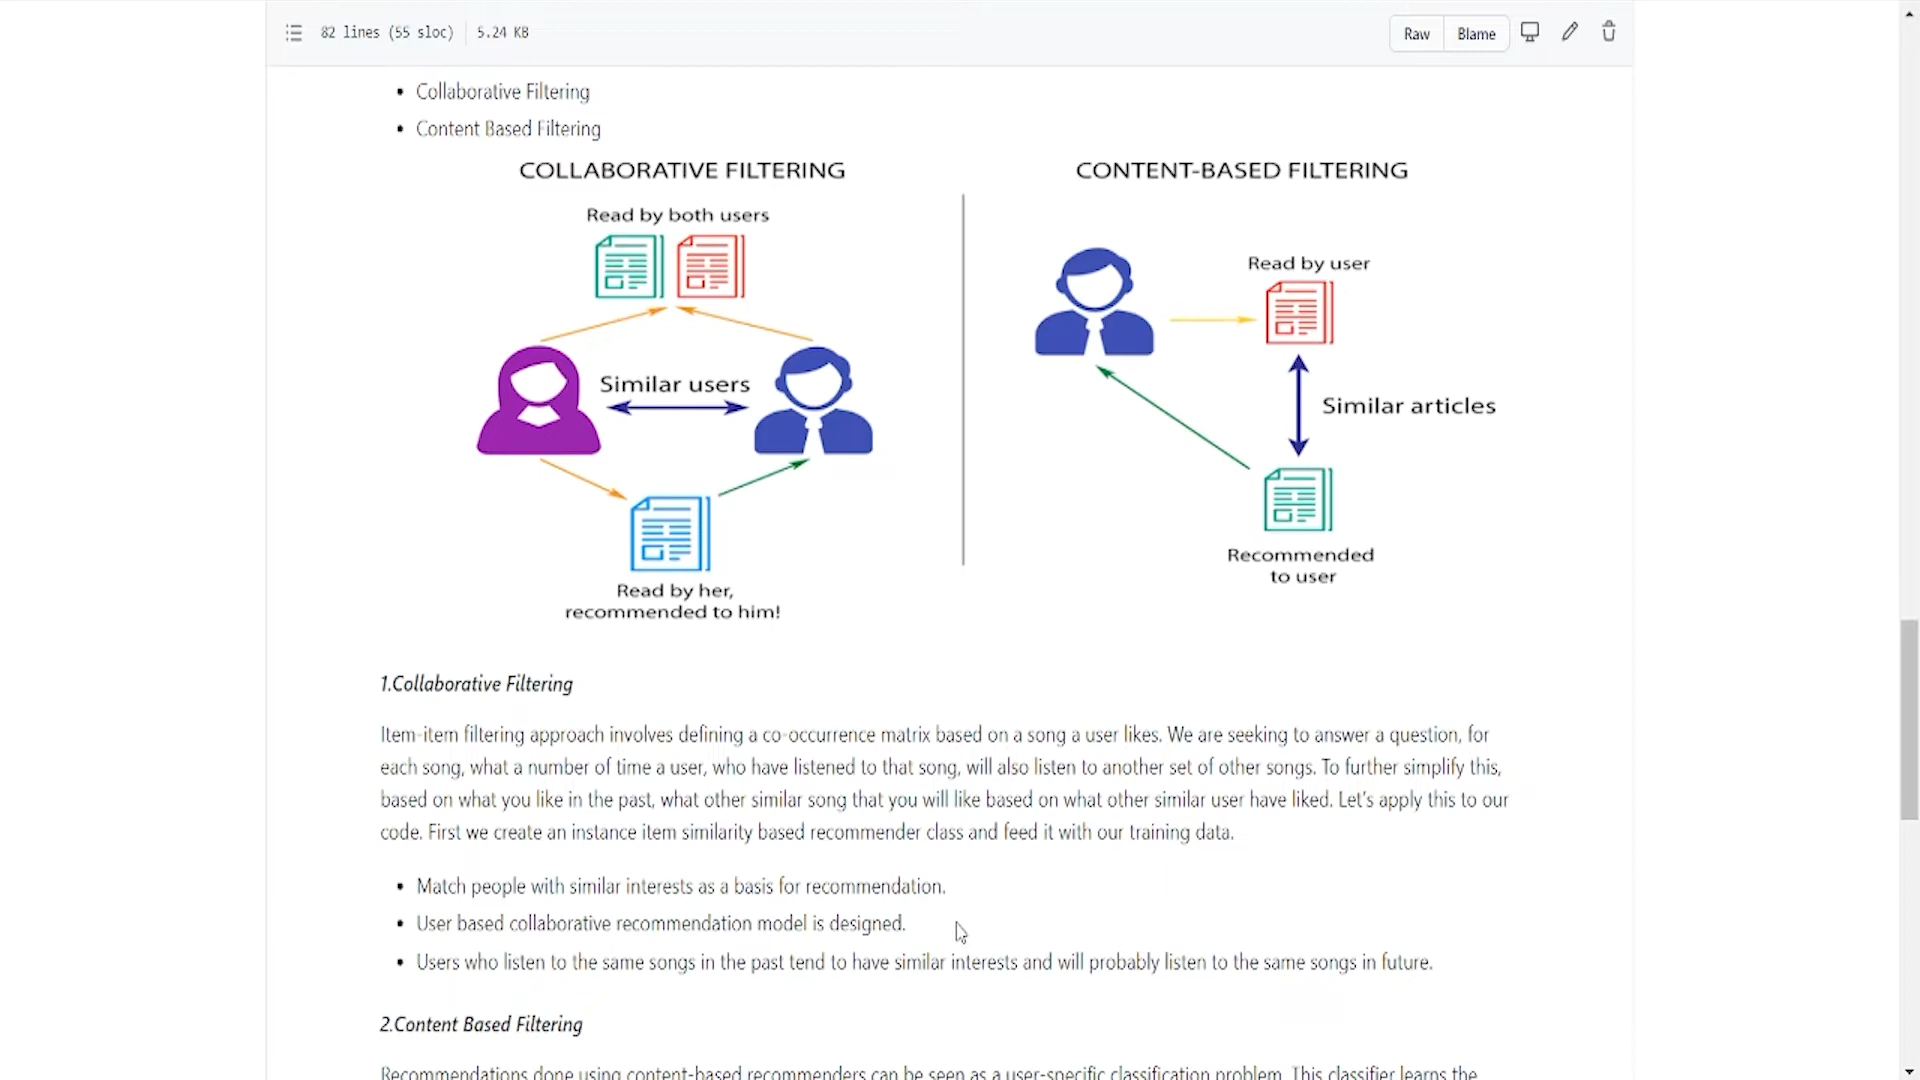 82 lines (55 sloc) 5.24 KB Raw Blame
Collaborative Filtering
Content Based Filtering
COLLABORATIVE FILTERING
Read by both users
Similar users
Read by her,
recommended to him!
CONTENT-BASED FILTERING
Read by user
Similar articles
Recommended
to user
1.Collaborative Filtering
Item-item filtering approach involves defining a co-occurrence matrix based on a song a user likes. We are seeking to answer a question, for
each song, what a number of time a user, who have listened to that song, will also listen to another set of other songs. To further simplify this,
based on what you like in the past, what other similar song that you will like based on what other similar user have liked. Let's apply this to our
code. First we create an instance item similarity based recommender class and feed it with our training data.
Match people with similar interests as a basis for recommendation.
User based collaborative recommendation model is designed.
Users who listen to the same songs in the past tend to have similar interests and will probably listen to the same songs in future.
2.Content Based Filtering
Recommendations done using content-based recommenders can be seen as a user-specific classification problem. This classifier learns the